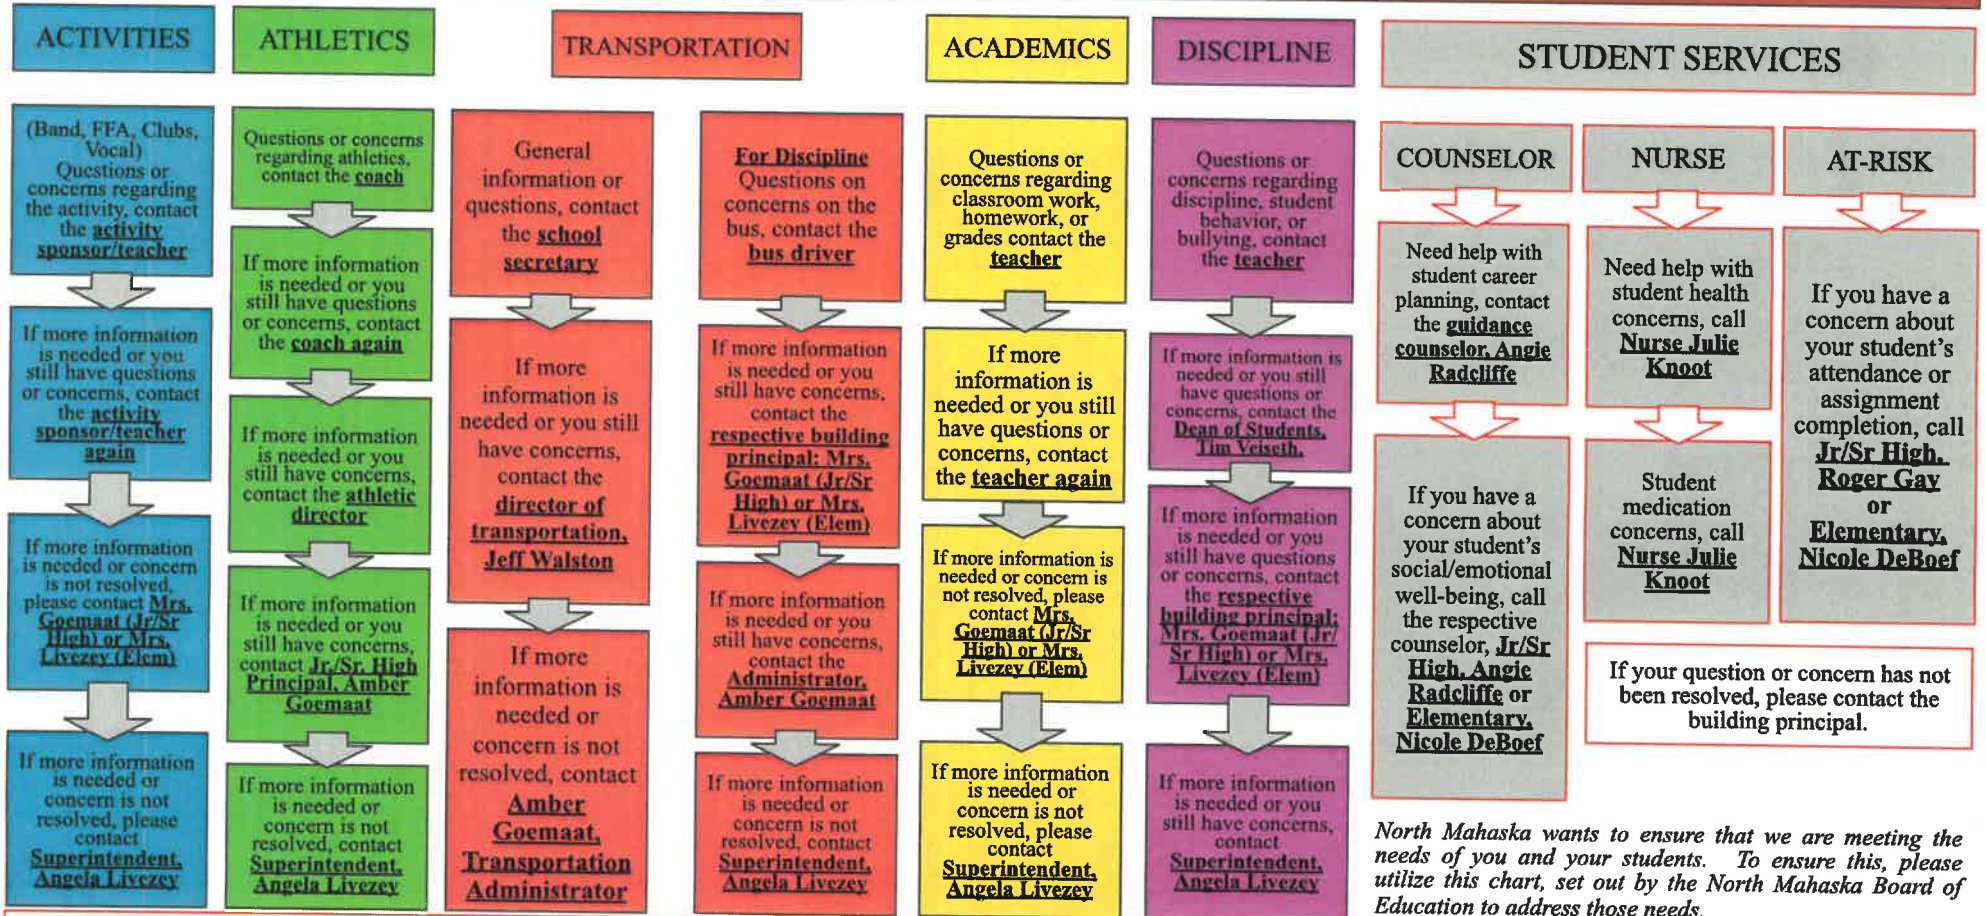 ACTIVITIES
(Band, FFA, Clubs,
Vocal)
Questions or
concerns regarding
the activity, contact
the activity
sponsor/teacher
If more information
is needed or you
still have questions
or concerns, contact
the activity
sponsor/teacher
again
If more information
is needed or concern
is not resolved,
please contact Mrs.
Goemaat (Jr/Sr
High) or Mrs.
Livezey (Elem)
If more information
is needed or
concern is not
resolved, please
contact
Superintendent,
Angela Livezey
ATHLETICS
Questions or concerns
regarding athletics,
contact the coach
If more information
is needed or you
still have questions
or concerns, contact
the coach again
If more information
is needed or you
still have concerns,
contact the athletic
director
If more information
is needed or you
still have concerns,
contact Jr./Sr. High
Principal, Amber
Goemaat
If more information
is needed or
concern is not
resolved, contact
Superintendent,
Angela Livezey
TRANSPORTATION
General
information or
questions, contact
the school
secretary
If more
information is
needed or you still
have concerns,
contact the
director of
transportation,
Jeff Walston
If more
information is
needed or
concern is not
resolved, contact
Amber
Goemaat,
Transportation
Administrator
For Discipline
Questions on
concerns on the
bus, contact the
bus driver
If more information
is needed or you
still have concerns,
contact the
respective building
principal: Mrs.
Goemaat (Jr/Sr
High) or Mrs.
Livezey (Elem)
If more information
is needed or you
still have concerns,
contact the
Administrator,
Amber Goemaat
If more information
is needed or
concern is not
resolved, contact
Superintendent,
Angela Livezey
ACADEMICS
Questions or
concerns regarding
classroom work,
homework, or
grades contact the
teacher
If more
information is
needed or you still
have questions or
concerns, contact
the teacher again
If more information is
needed or concern is
not resolved, please
contact Mrs.
Goemaat (Jr/Sr
High) or Mrs.
Livezey (Elem)
If more information
is needed or
concern is not
resolved, please
contact
Superintendent,
Angela Livezey
DISCIPLINE
Questions or
concerns regarding
discipline, student
behavior, or
bullying, contact
the teacher
If more information is
needed or you still
have questions or
concerns, contact the
Dean of Students,
Tim Veiseth.
If more information
is needed or you
still have questions
or concerns, contact
the respective
building principal:
Mrs. Goemaat (Jr/
Sr High) or Mrs.
Livezey (Elem)
If more information
is needed or you
still have concerns,
contact
Superintendent,
Angela Livezey
STUDENT SERVICES
COUNSELOR
Need help with
student career
planning, contact
the guidance
counselor, Angie
Radcliffe
If you have a
concern about
your student's
social/emotional
well-being, call
the respective
counselor, Jr/Sr
High, Angie
Radcliffe or
Elementary,
Nicole DeBoef
NURSE
Need help with
student health
concerns, call
Nurse Julie
Knoot
Student
medication
concerns, call
Nurse Julie
Knoot
AT-RISK
If you have a
concern about
your student's
attendance or
assignment
completion, call
Jr/Sr High,
Roger Gay
or
Elementary,
Nicole DeBoef
If your question or concern has not
been resolved, please contact the
building principal.
North Mahaska wants to ensure that we are meeting the
needs of you and your students. To ensure this, please
utilize this chart, set out by the North Mahaska Board of
Education to address those needs.